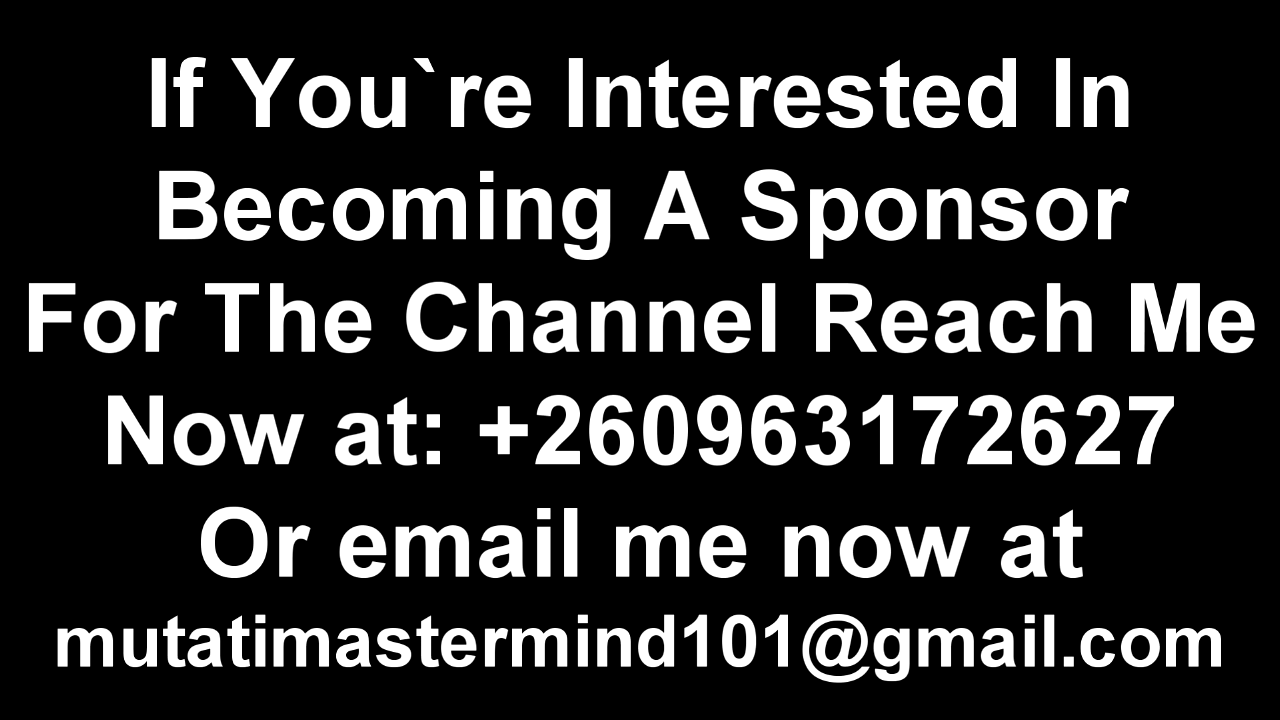 If You`re Interested In
Becoming A Sponsor
For The Channel Reach Me
Now at: +260963172627
Or email me now at
mutatimastermind101@gmail.com